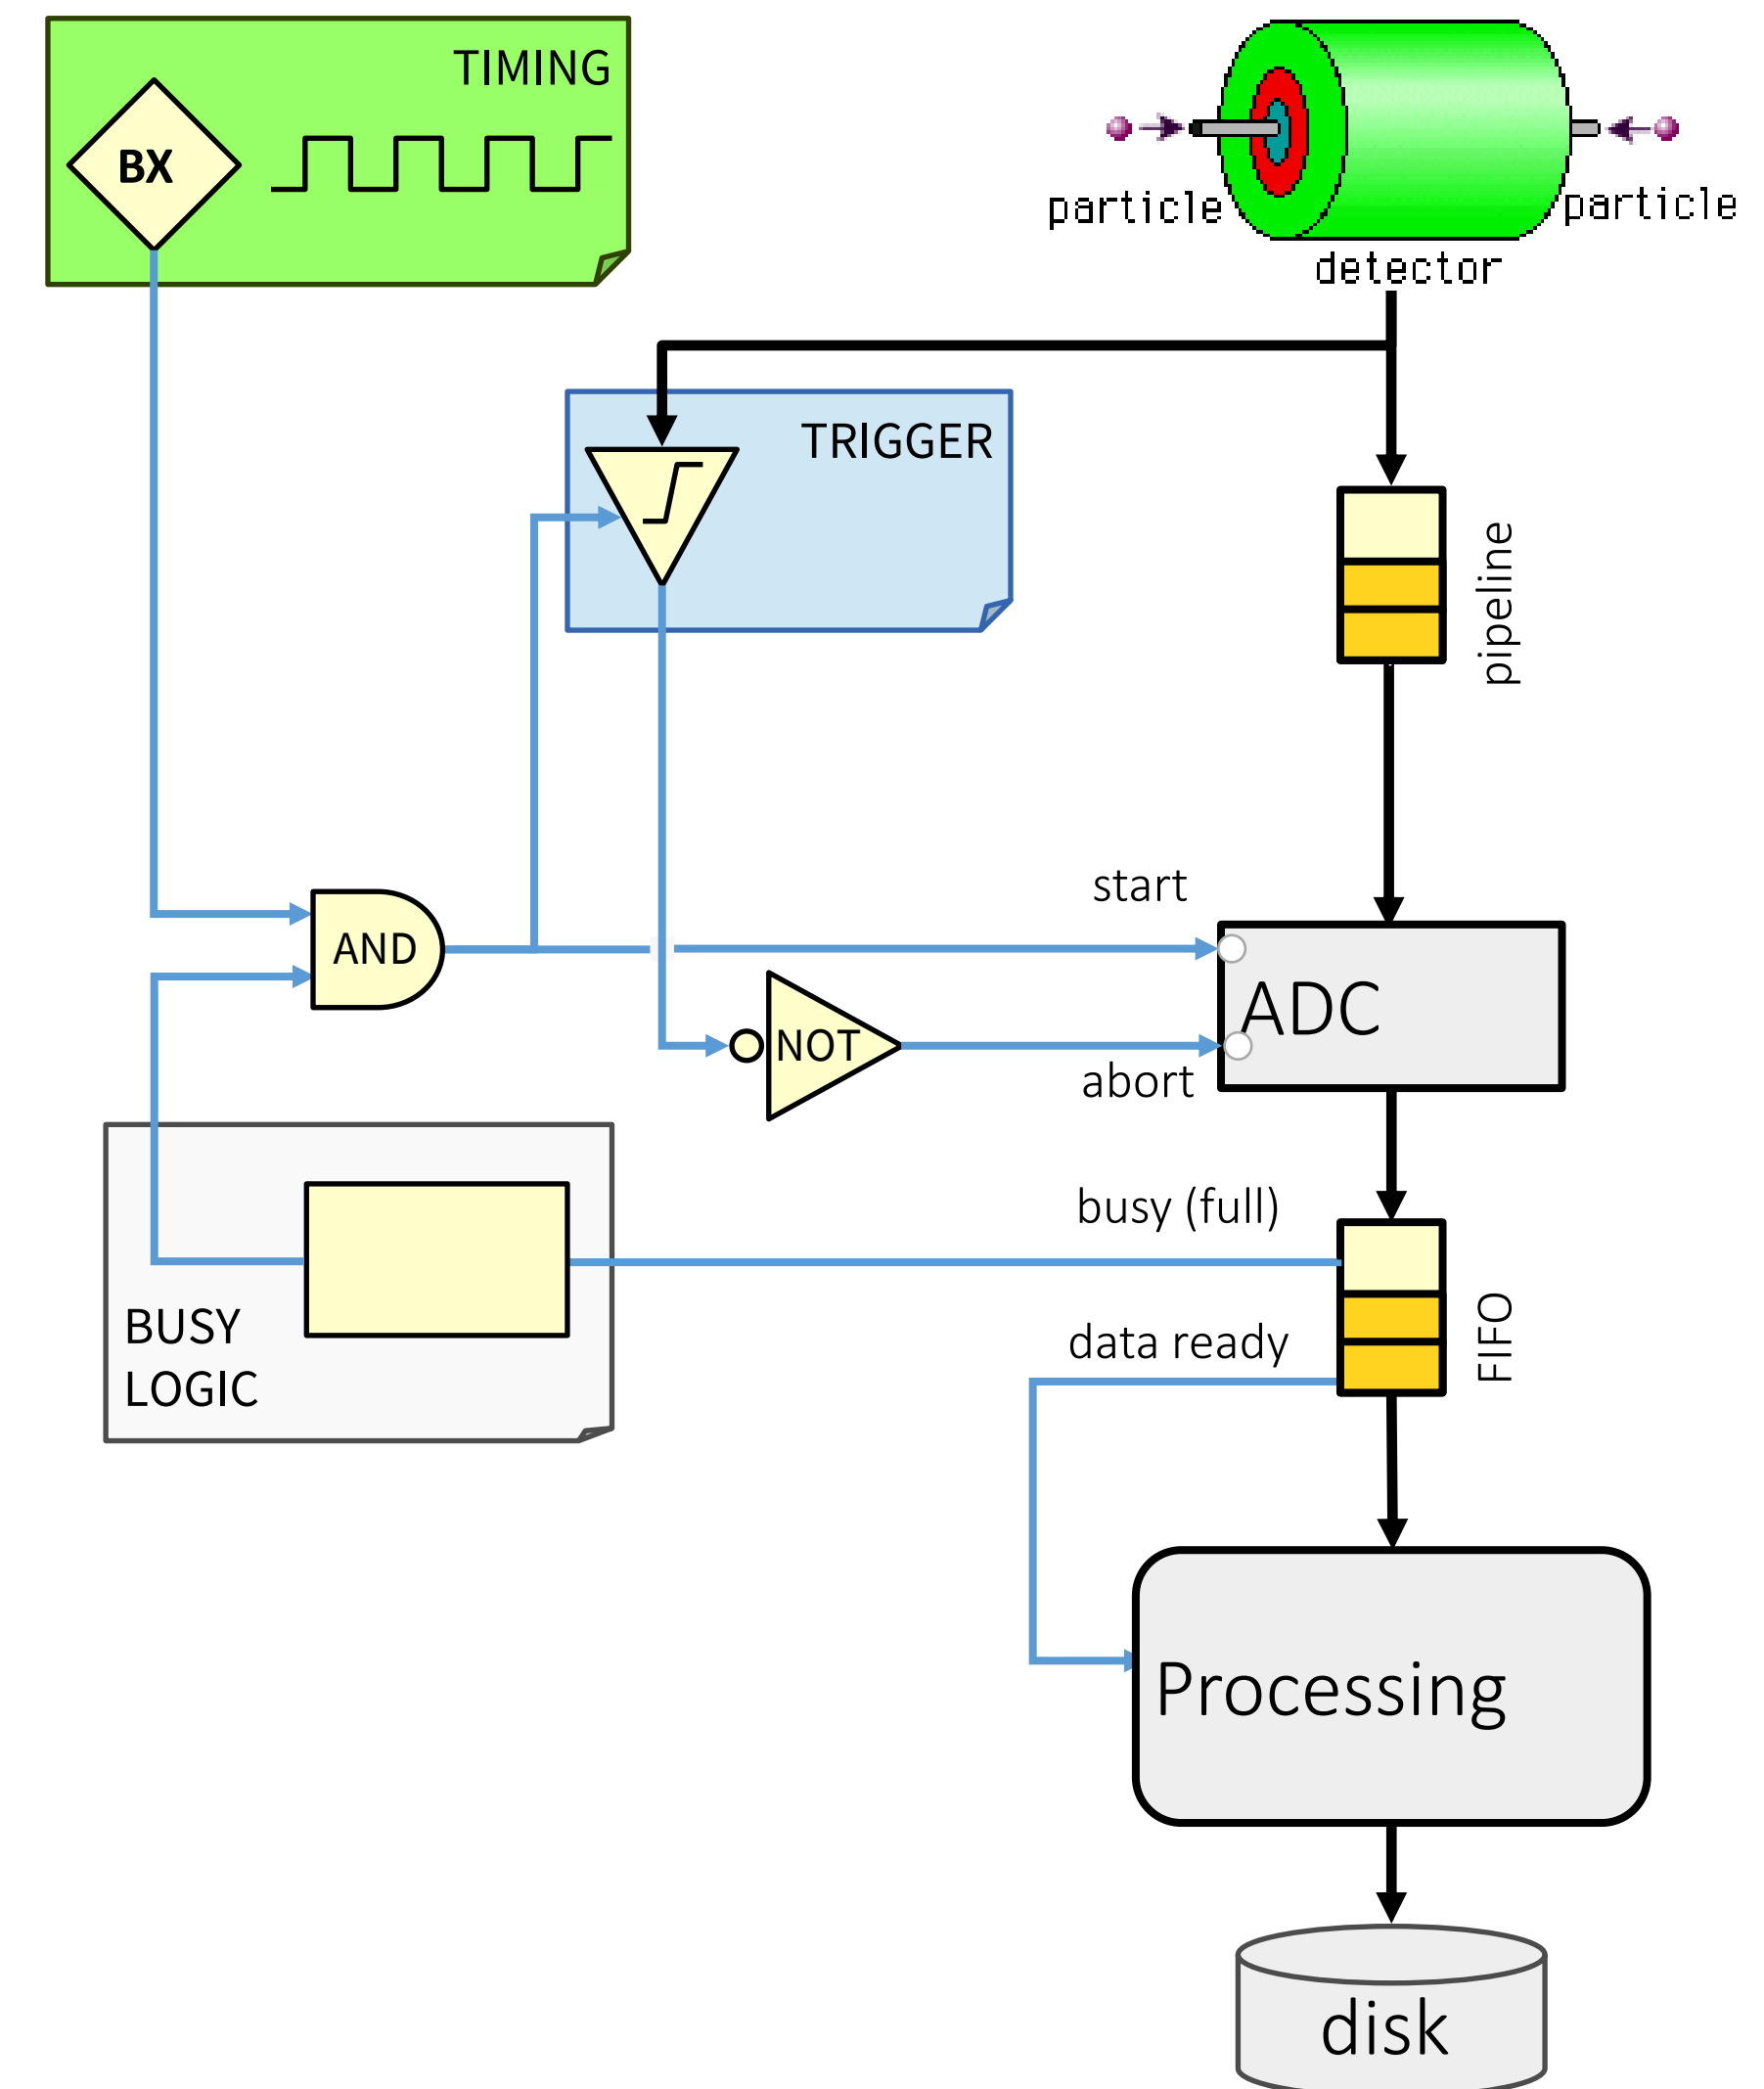 TIMING
BX
particle
particle
detector
TRIGGER
pipeline
start
AND
ADC
NOT
abort
busy (full)
BUSY
LOGIC
data ready
FIFO
Processing
disk